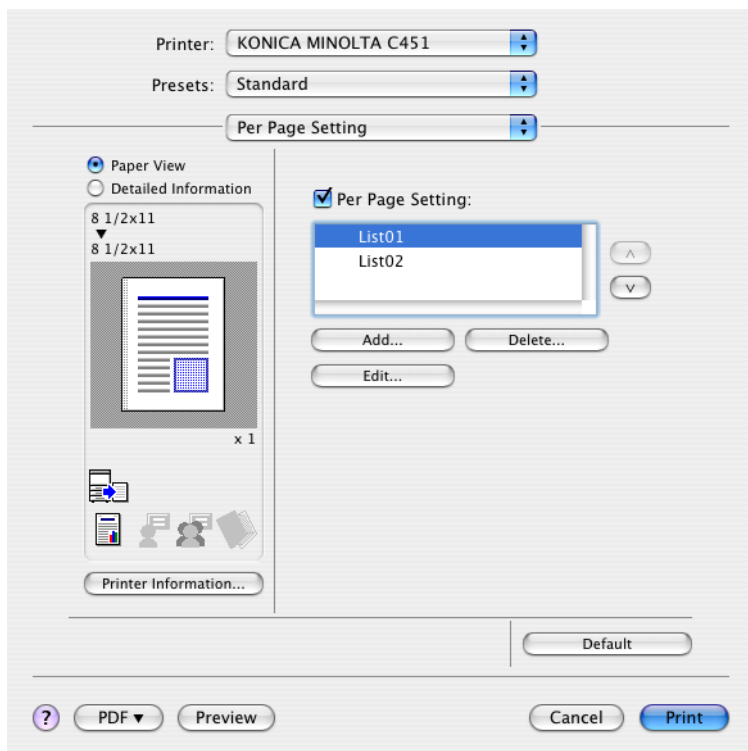 Printer: KONICA MINOLTA C451
Presets: Standard
Per Page Setting
Paper View
Detailed Information
8 1/2x11
8 1/2x11
x 1
Printer Information...
Per Page Setting:
List01
List02
Add... Delete...
Edit...
Default
? PDF Preview Cancel Print